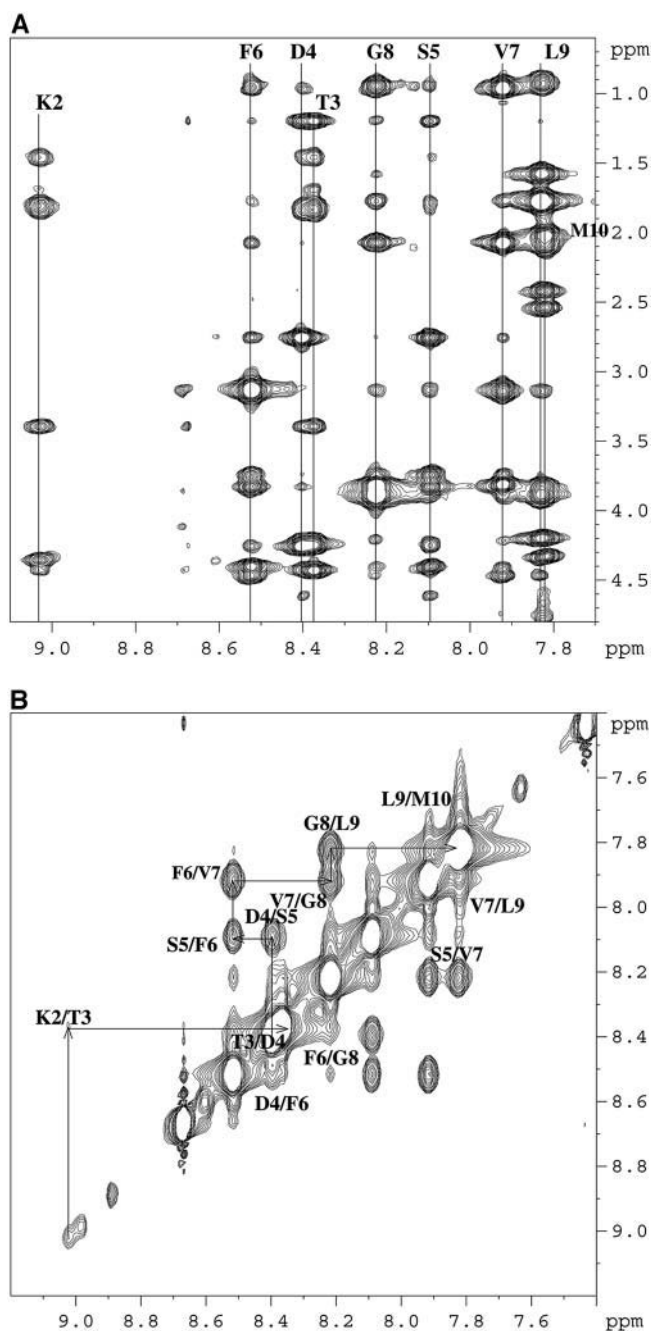 A
F6 D4 G8 S5 V7 L9
ppm
K2
T3
1.0
1.5
M10
2.0
2.5
3.0
3.5
4.0
4.5
9.0 8.8 8.6 8.4 8.2 8.0 7.8 ppm
B
ppm
7.6
L9/M10
G8/L9
7.8
F6/V7
V7/G8
V7/L9
8.0
D4/S5
S5/F6
S5/V7
8.2
K2/T3
T3/D4
8.4
F6/G8
D4/F6
8.6
8.8
9.0
9.0 8.8 8.6 8.4 8.2 8.0 7.8 7.6 ppm